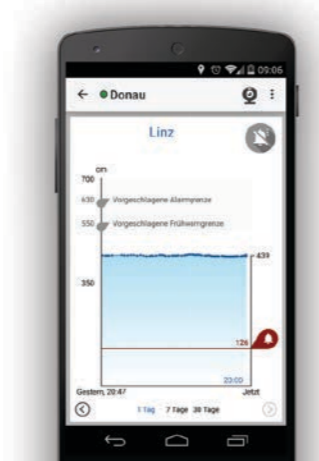 09:06
Donau
Linz
cm
700
630 Vorgeschlagene Alarmgrenze
550 Vorgeschlagene Frühwarngrenze
439
350
126
20:00
Gestern, 20:47 Jetzt
1 Tag 7 Tage 30 Tage